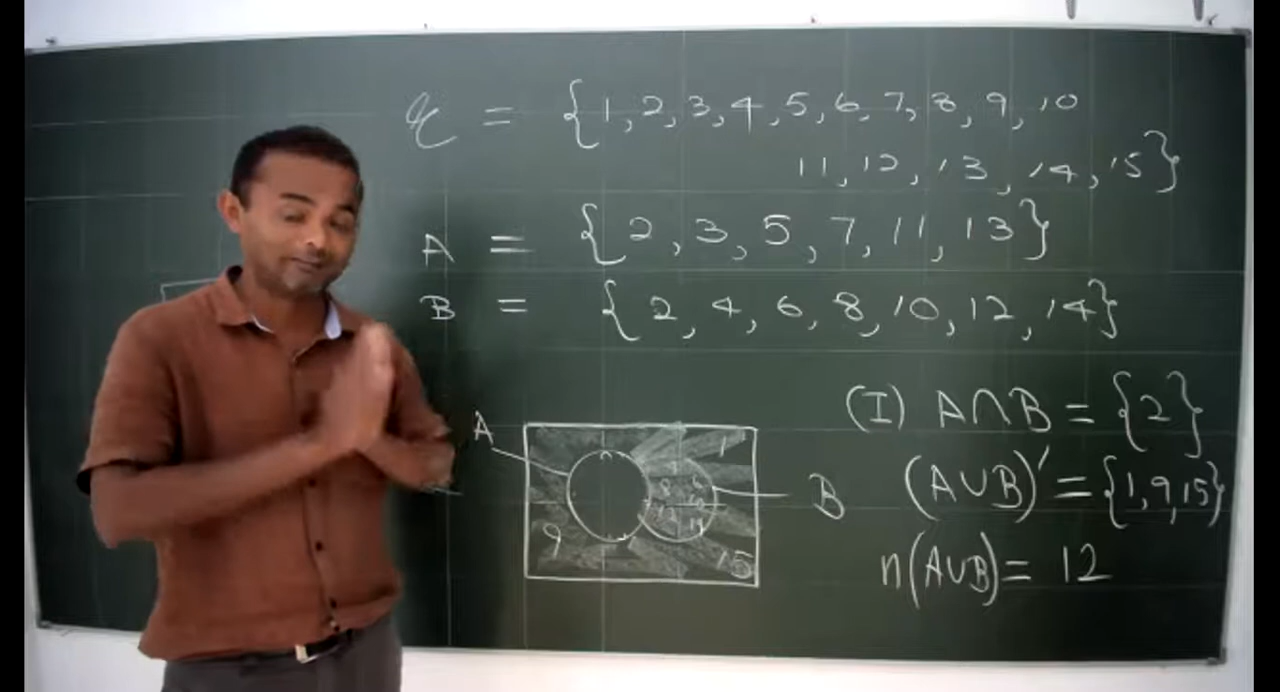 ℰ = {1, 2, 3, 4, 5, 6, 7, 8, 9, 10
11, 12, 13, 14, 15}
A = {2, 3, 5, 7, 11, 13}
B = {2, 4, 6, 8, 10, 12, 14}
(I) A∩B = {2}
(A∪B)' = {1, 9, 15}
n(A∪B) = 12
A
1
B
9
15